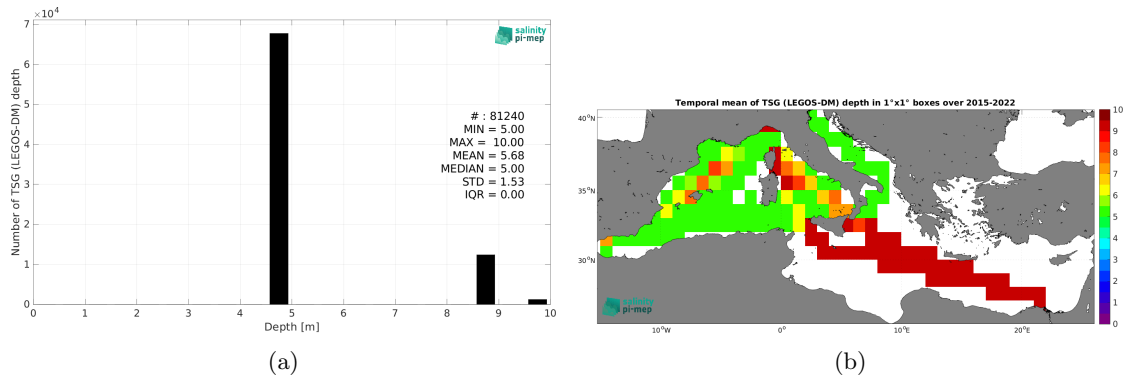 ×10⁴
7
6
5
4
3
2
1
0
Number of TSG (LEGOS-DM) depth
salinity
pi-mep
# : 81240
MIN = 5.00
MAX = 10.00
MEAN = 5.68
MEDIAN = 5.00
STD = 1.53
IQR = 0.00
0 1 2 3 4 5 6 7 8 9 10
Depth [m]
(a)
Temporal mean of TSG (LEGOS-DM) depth in 1°x1° boxes over 2015-2022
40°N
35°N
30°N
10°W 0° 10°E 20°E
salinity
pi-mep
10
9
8
7
6
5
4
3
2
1
0
(b)